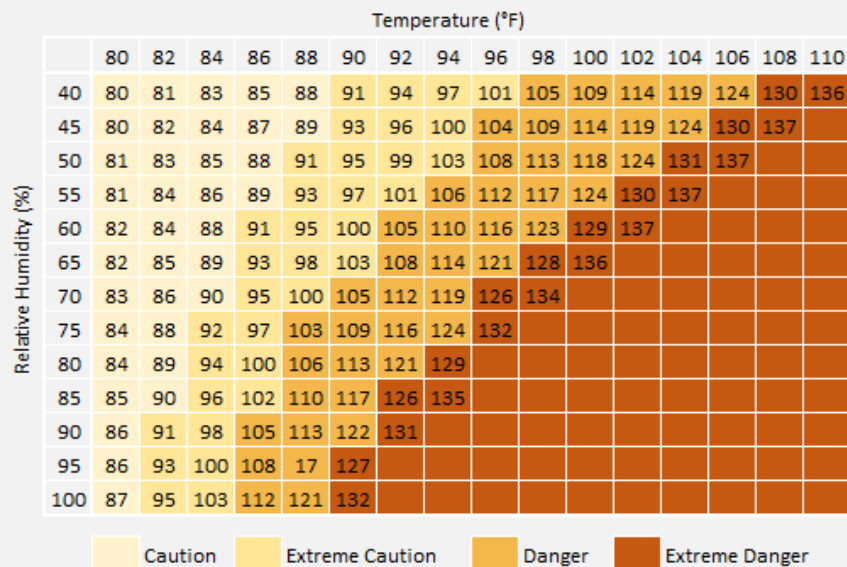 Temperature (°F)
80 82 84 86 88 90 92 94 96 98 100 102 104 106 108 110
40 80 81 83 85 88 91 94 97 101 105 109 114 119 124 130 136
45 80 82 84 87 89 93 96 100 104 109 114 119 124 130 137
50 81 83 85 88 91 95 99 103 108 113 118 124 131 137
55 81 84 86 89 93 97 101 106 112 117 124 130 137
60 82 84 88 91 95 100 105 110 116 123 129 137
65 82 85 89 93 98 103 108 114 121 128 136
70 83 86 90 95 100 105 112 119 126 134
75 84 88 92 97 103 109 116 124 132
80 84 89 94 100 106 113 121 129
85 85 90 96 102 110 117 126 135
90 86 91 98 105 113 122 131
95 86 93 100 108 17 127
100 87 95 103 112 121 132
Relative Humidity (%)
Caution Extreme Caution Danger Extreme Danger